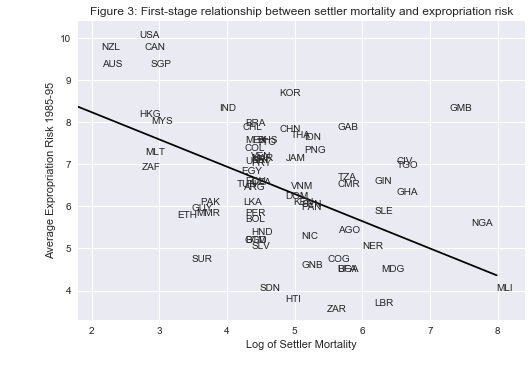 Figure 3: First-stage relationship between settler mortality and expropriation risk
Average Expropriation Risk 1985-95
10
9
8
7
6
5
4
USA
NZL CAN
AUS SGP
KOR
IND GMB
HKG
MYS
BRA
CHL CHN GAB
THA IDN
COL PNG
MLT
JAM CIV
TGO
ZAF PRY
EGY
TZA
GIN
CMR
VNM
ARG
GHA
DOM
PAK LKA
PAN
GUY
MMR PER SLE
ETH BOL
NGA
HND AGO
NIC
SLV NER
SUR COG
GNB MDG
SDN MLI
HTI LBR
ZAR
2 3 4 5 6 7 8
Log of Settler Mortality